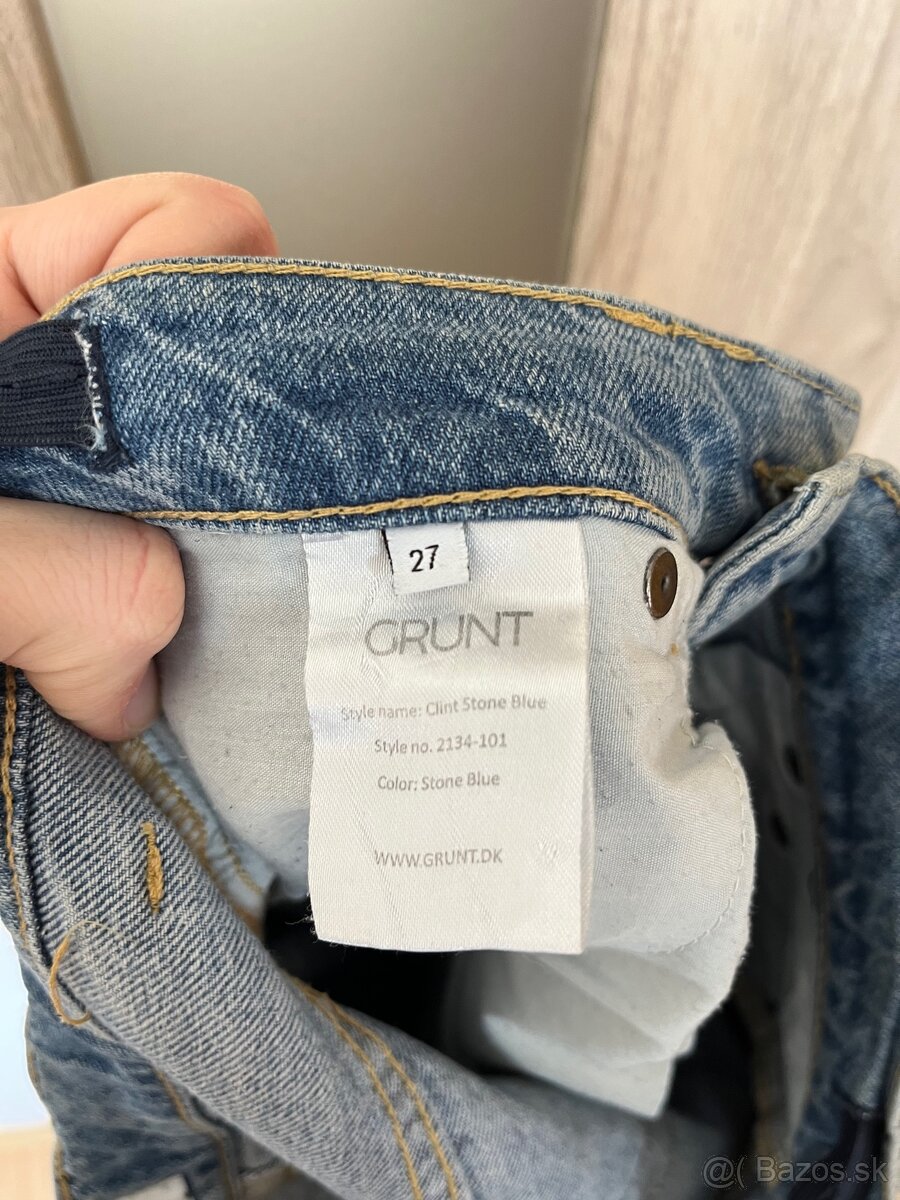 27
GRUNT
Style name: Clint Stone Blue
Style no. 2134-101
Color: Stone Blue
WWW.GRUNT.DK
@( Bazos.sk